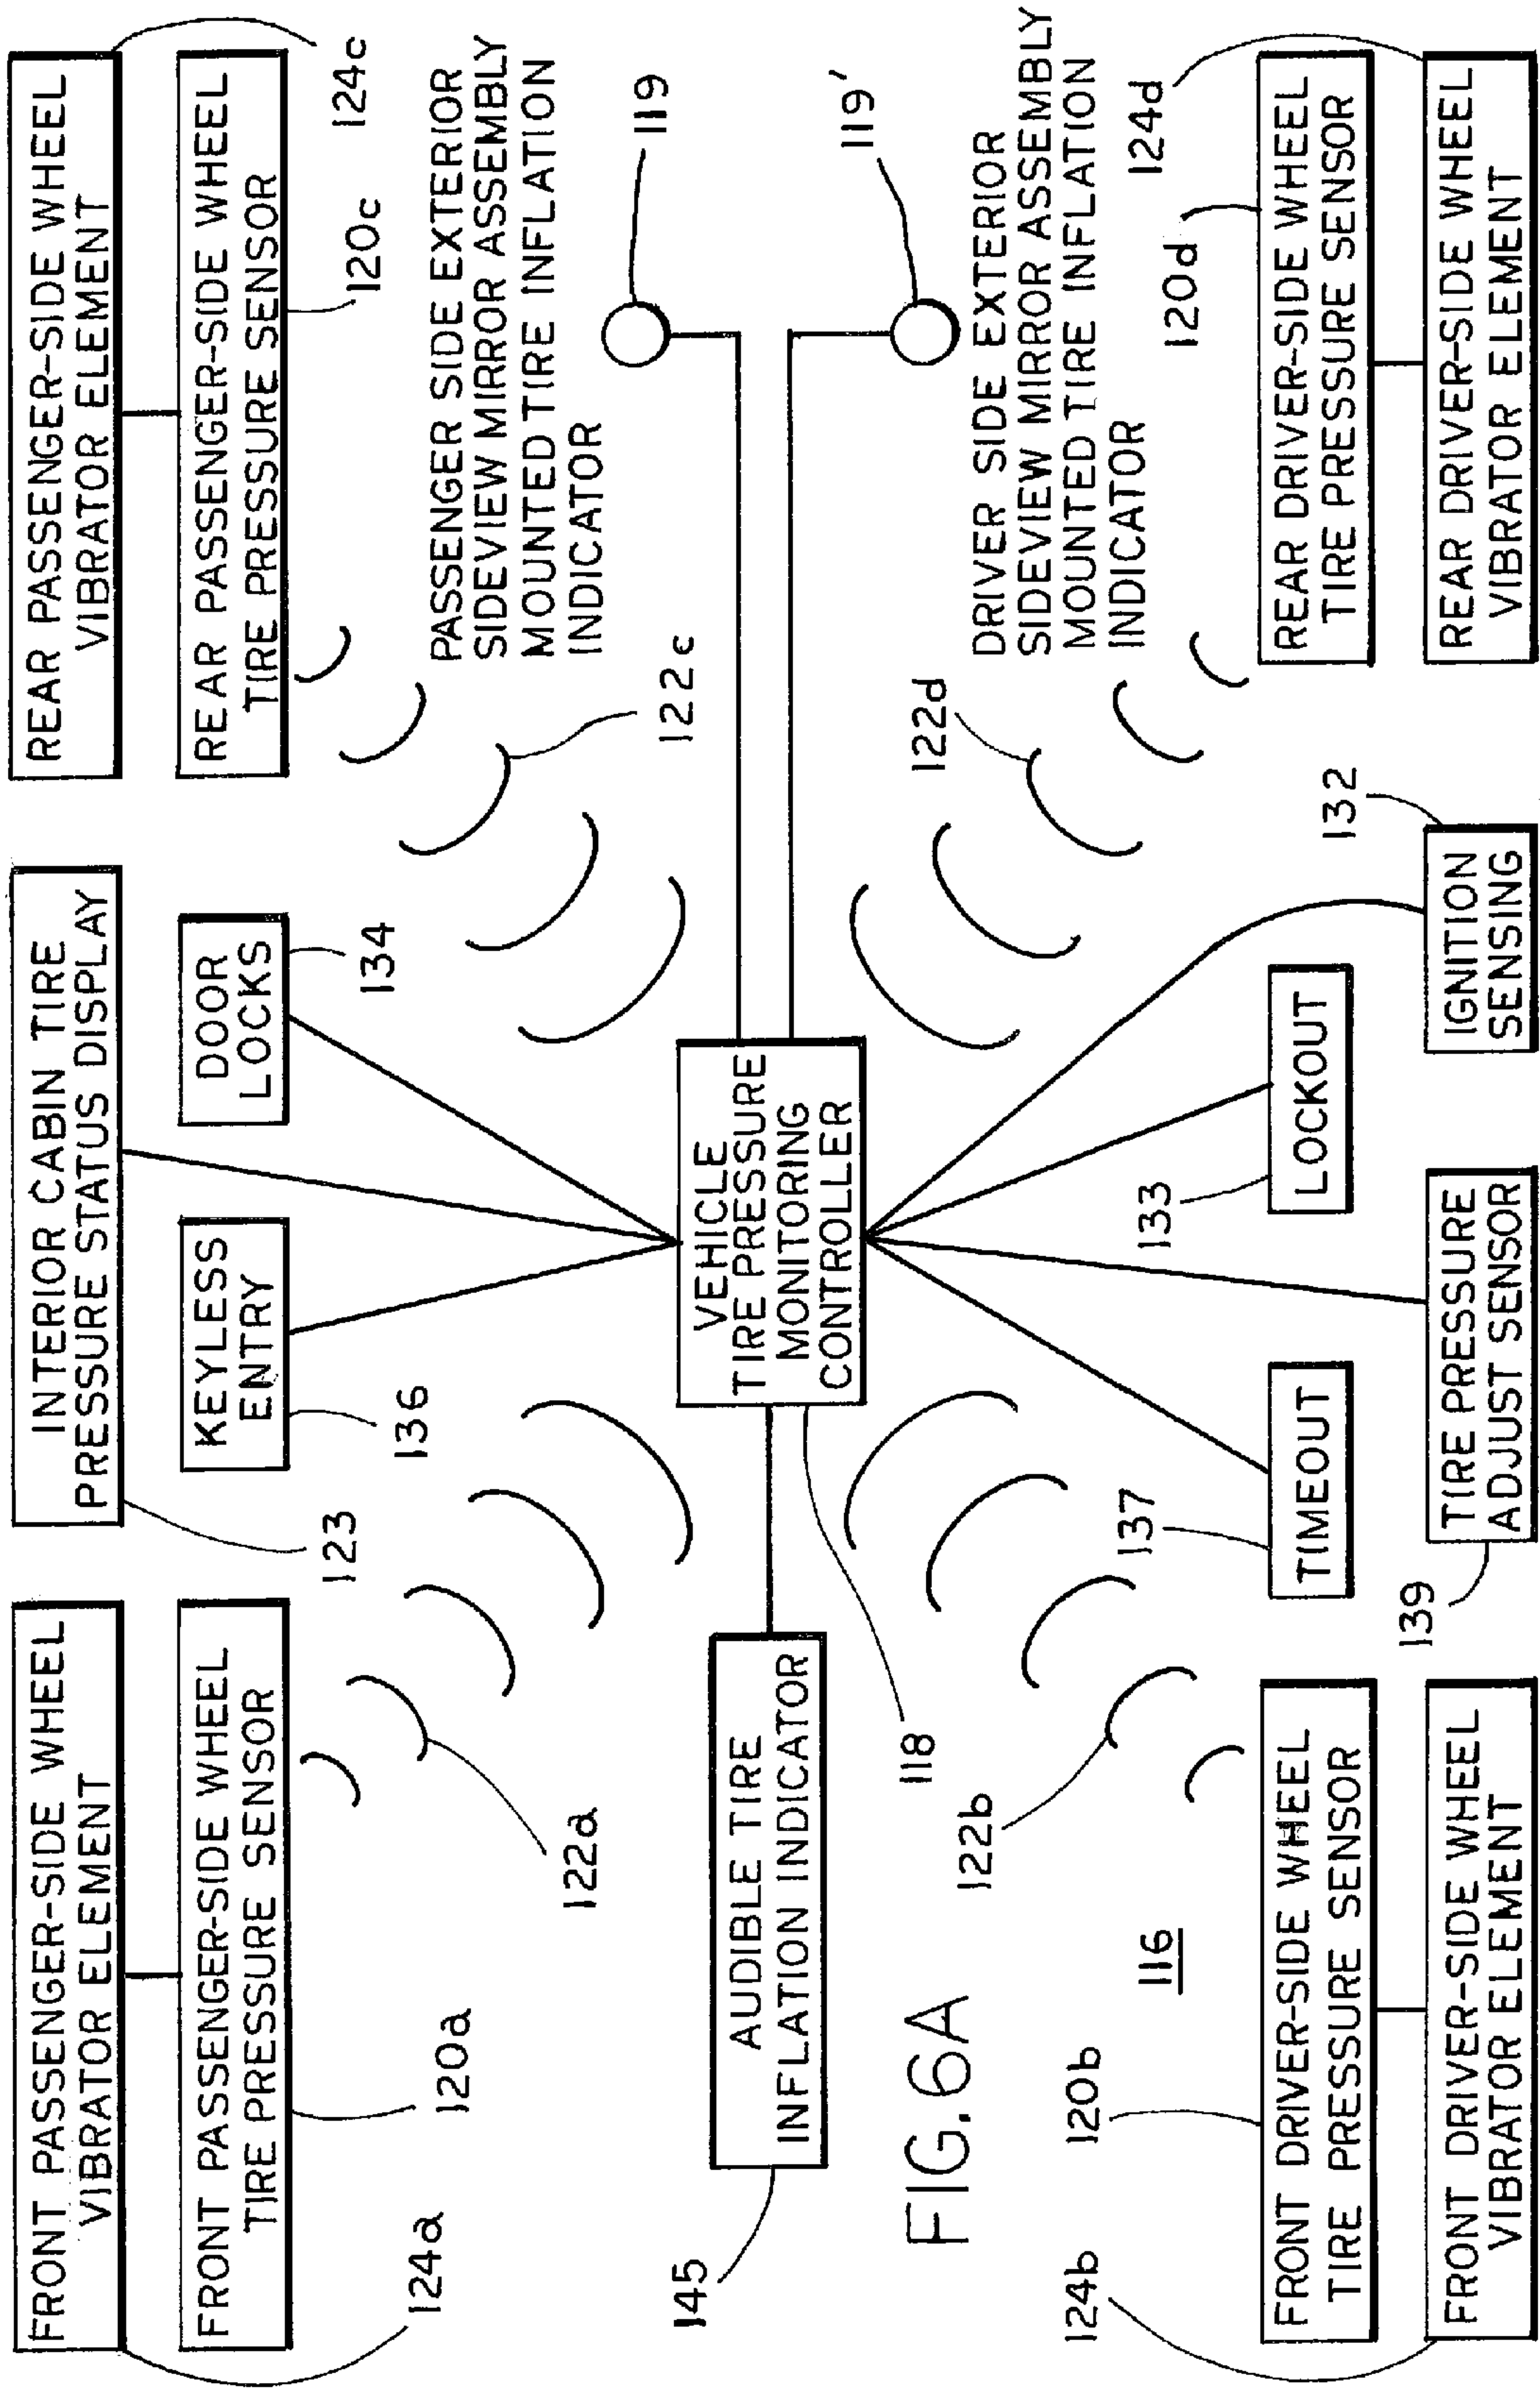 FRONT PASSENGER-SIDE WHEEL
VIBRATOR ELEMENT
124a
FRONT PASSENGER-SIDE WHEEL
TIRE PRESSURE SENSOR
120a
122a
INTERIOR CABIN TIRE
PRESSURE STATUS DISPLAY
123
KEYLESS
ENTRY
136
DOOR
LOCKS
134
REAR PASSENGER-SIDE WHEEL
VIBRATOR ELEMENT
124c
REAR PASSENGER-SIDE WHEEL
TIRE PRESSURE SENSOR
120c
122c
PASSENGER SIDE EXTERIOR
SIDEVIEW MIRROR ASSEMBLY
MOUNTED TIRE INFLATION
INDICATOR
119
145
AUDIBLE TIRE
INFLATION INDICATOR
118
VEHICLE
TIRE PRESSURE
MONITORING
CONTROLLER
119'
DRIVER SIDE EXTERIOR
SIDEVIEW MIRROR ASSEMBLY
MOUNTED TIRE INFLATION
INDICATOR
FIG. 6A
116
122b
122d
120b
FRONT DRIVER-SIDE WHEEL
TIRE PRESSURE SENSOR
124b
FRONT DRIVER-SIDE WHEEL
VIBRATOR ELEMENT
137
TIMEOUT
133
LOCKOUT
139
TIRE PRESSURE
ADJUST SENSOR
132
IGNITION
SENSING
120d
REAR DRIVER-SIDE WHEEL
TIRE PRESSURE SENSOR
124d
REAR DRIVER-SIDE WHEEL
VIBRATOR ELEMENT